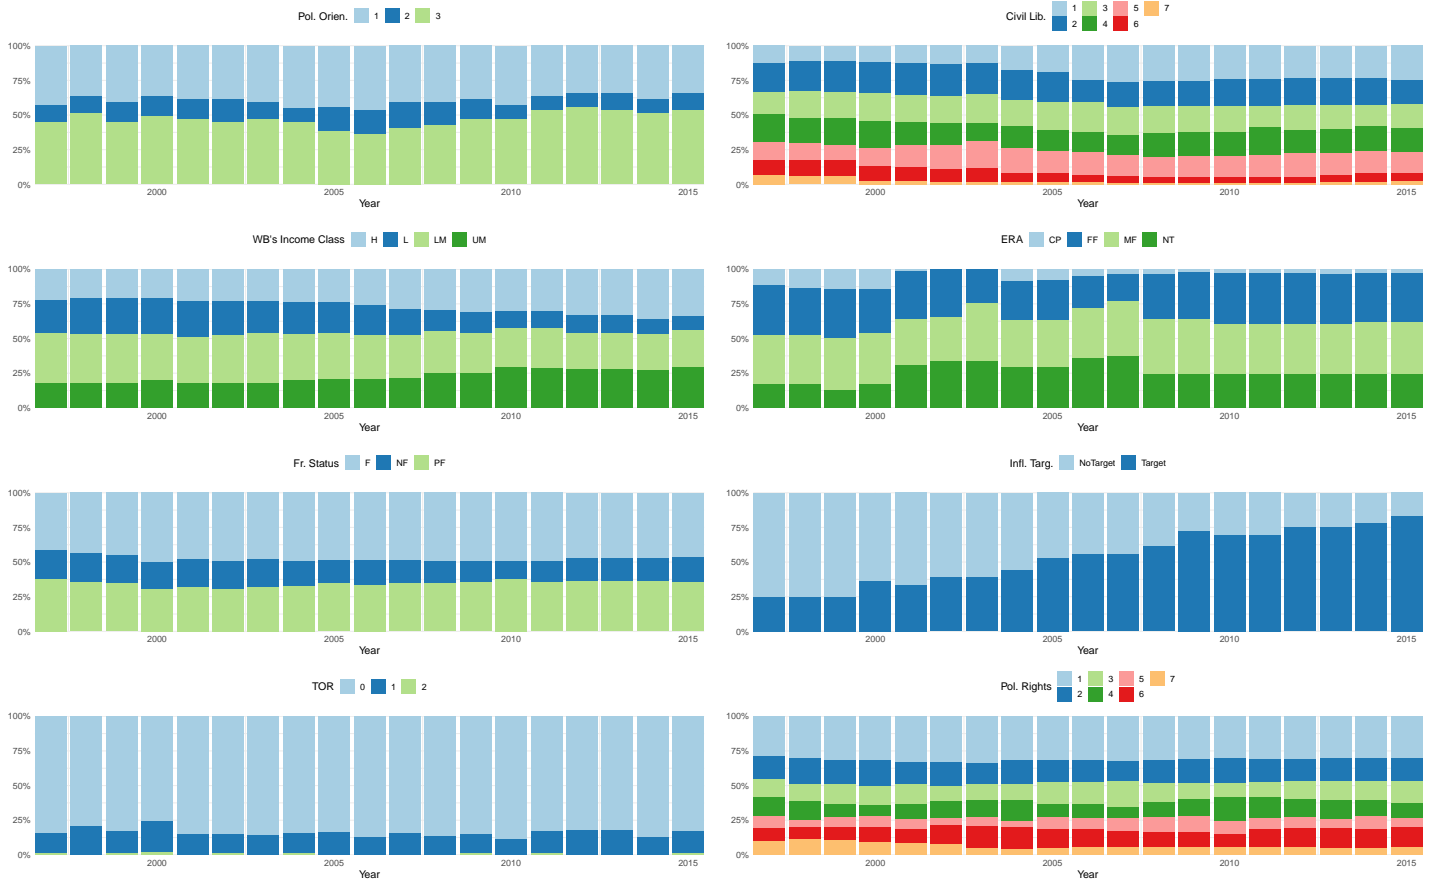 Pol. Orien. 1 2 3
100%
75%
50%
25%
0%
2000 2005 2010 2015
Year
Civil Lib. 1 3 5 7
2 4 6
100%
75%
50%
25%
0%
2000 2005 2010 2015
Year
WB's Income Class H L LM UM
100%
75%
50%
25%
0%
2000 2005 2010 2015
Year
ERA CP FF MF NT
100%
75%
50%
25%
0%
2000 2005 2010 2015
Year
Fr. Status F NF PF
100%
75%
50%
25%
0%
2000 2005 2010 2015
Year
Infl. Targ. NoTarget Target
100%
75%
50%
25%
0%
2000 2005 2010 2015
Year
TOR 0 1 2
100%
75%
50%
25%
0%
2000 2005 2010 2015
Year
Pol. Rights 1 3 5 7
2 4 6
100%
75%
50%
25%
0%
2000 2005 2010 2015
Year